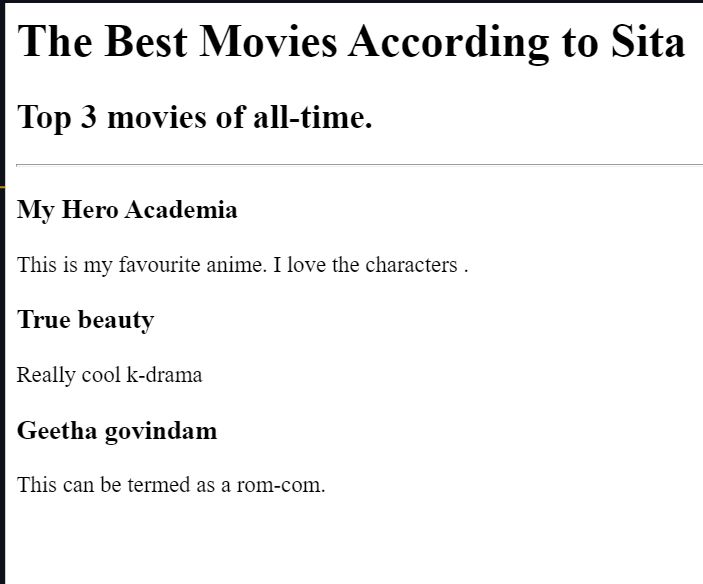 The Best Movies According to Sita
Top 3 movies of all-time.
My Hero Academia
This is my favourite anime. I love the characters .
True beauty
Really cool k-drama
Geetha govindam
This can be termed as a rom-com.